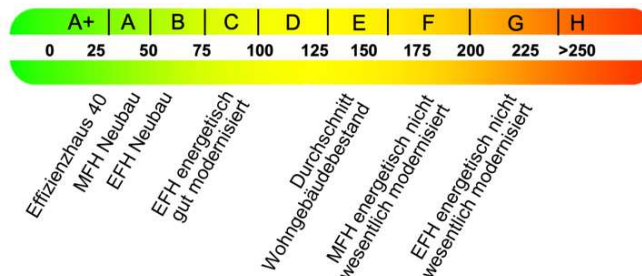 A+ A B C D E F G H
0 25 50 75 100 125 150 175 200 225 >250
Effizienzhaus 40
MFH Neubau
EFH Neubau
EFH energetisch
gut modernisiert
Durchschnitt
Wohngebäudebestand
MFH energetisch nicht
wesentlich modernisiert
EFH energetisch nicht
wesentlich modernisiert